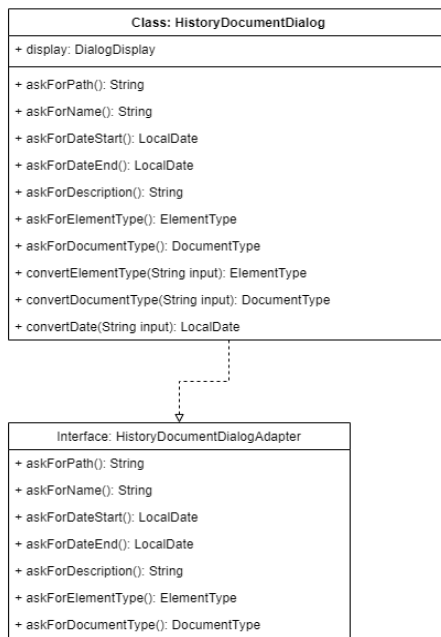 Class: HistoryDocumentDialog
+ display: DialogDisplay
+ askForPath(): String
+ askForName(): String
+ askForDateStart(): LocalDate
+ askForDateEnd(): LocalDate
+ askForDescription(): String
+ askForElementType(): ElementType
+ askForDocumentType(): DocumentType
+ convertElementType(String input): ElementType
+ convertDocumentType(String input): DocumentType
+ convertDate(String input): LocalDate
Interface: HistoryDocumentDialogAdapter
+ askForPath(): String
+ askForName(): String
+ askForDateStart(): LocalDate
+ askForDateEnd(): LocalDate
+ askForDescription(): String
+ askForElementType(): ElementType
+ askForDocumentType(): DocumentType